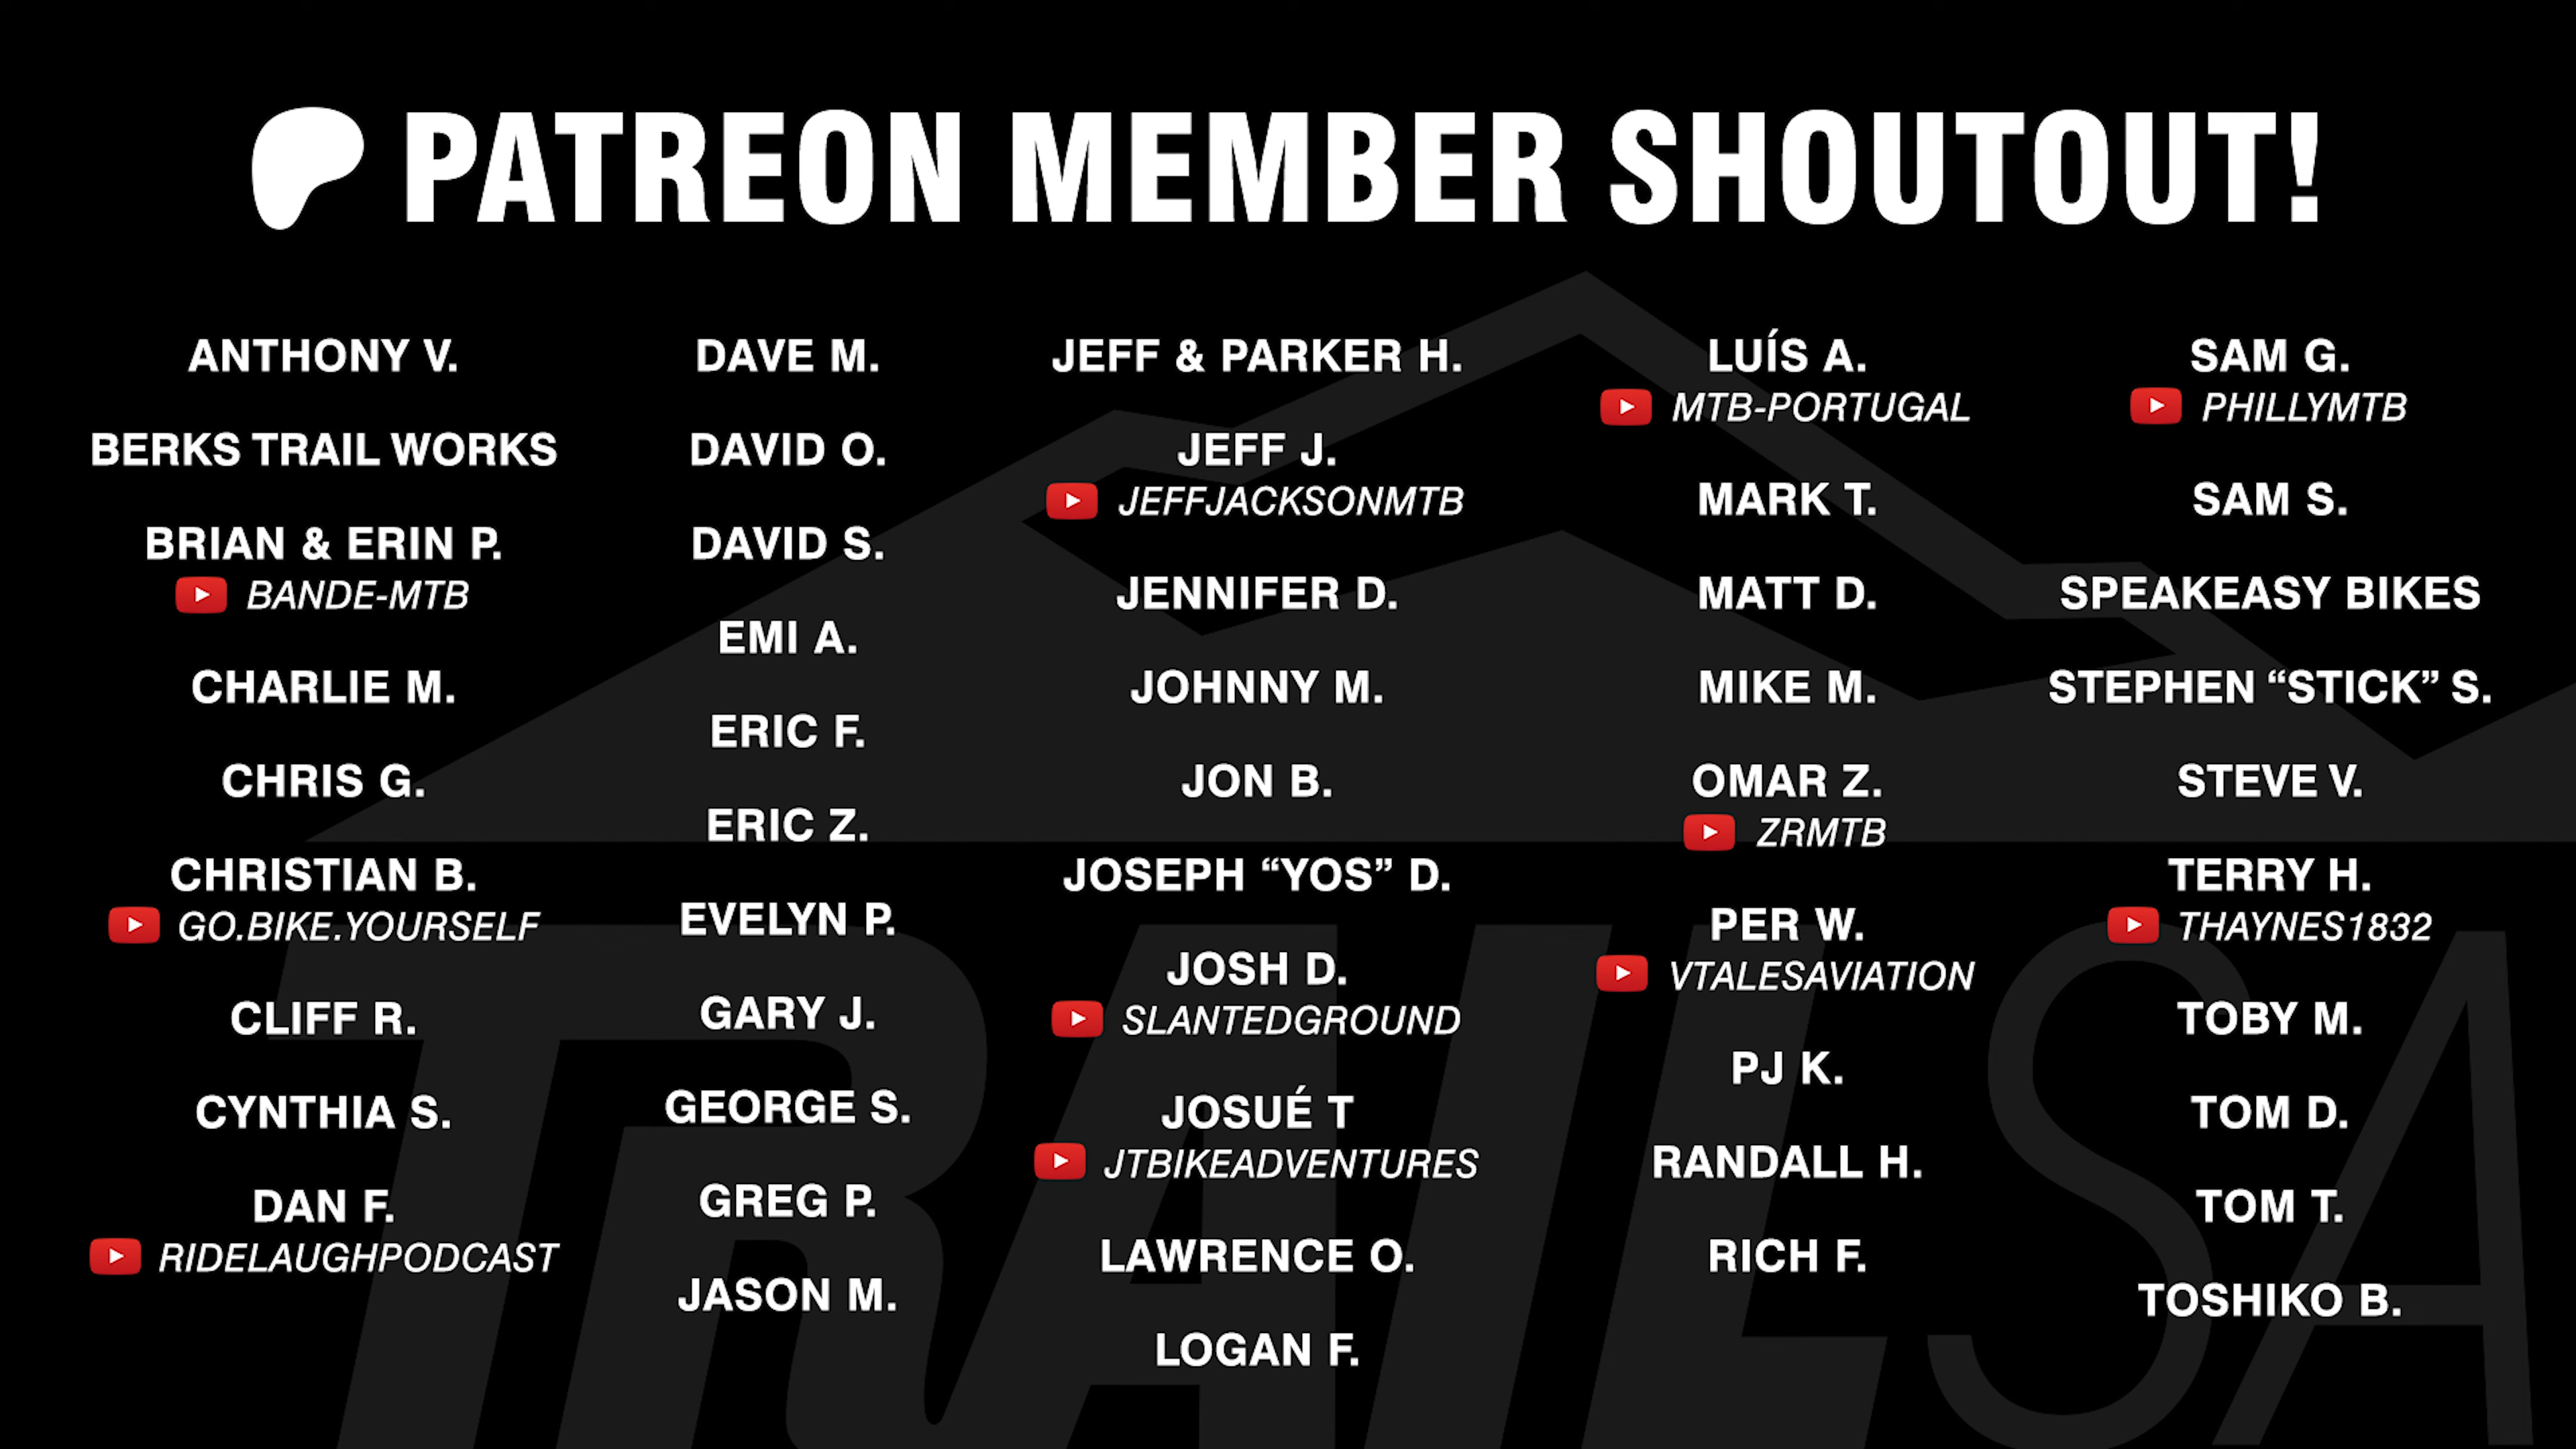 PATREON MEMBER SHOUTOUT!
ANTHONY V.
BERKS TRAIL WORKS
BRIAN & ERIN P.
BANDE-MTB
CHARLIE M.
CHRIS G.
CHRISTIAN B.
GO.BIKE.YOURSELF
CLIFF R.
CYNTHIA S.
DAN F.
RIDELAUGHPODCAST
DAVE M.
DAVID O.
DAVID S.
EMI A.
ERIC F.
ERIC Z.
EVELYN P.
GARY J.
GEORGE S.
GREG P.
JASON M.
JEFF & PARKER H.
JEFF J.
JEFFJACKSONMTB
JENNIFER D.
JOHNNY M.
JON B.
JOSEPH “YOS” D.
JOSH D.
SLANTEDGROUND
JOSUÉ T
JTBIKEADVENTURES
LAWRENCE O.
LOGAN F.
LUÍS A.
MTB-PORTUGAL
MARK T.
MATT D.
MIKE M.
OMAR Z.
ZRMTB
PER W.
VTALESAVIATION
PJ K.
RANDALL H.
RICH F.
SAM G.
PHILLYMTB
SAM S.
SPEAKEASY BIKES
STEPHEN “STICK” S.
STEVE V.
TERRY H.
THAYNES1832
TOBY M.
TOM D.
TOM T.
TOSHIKO B.
TRAILSA